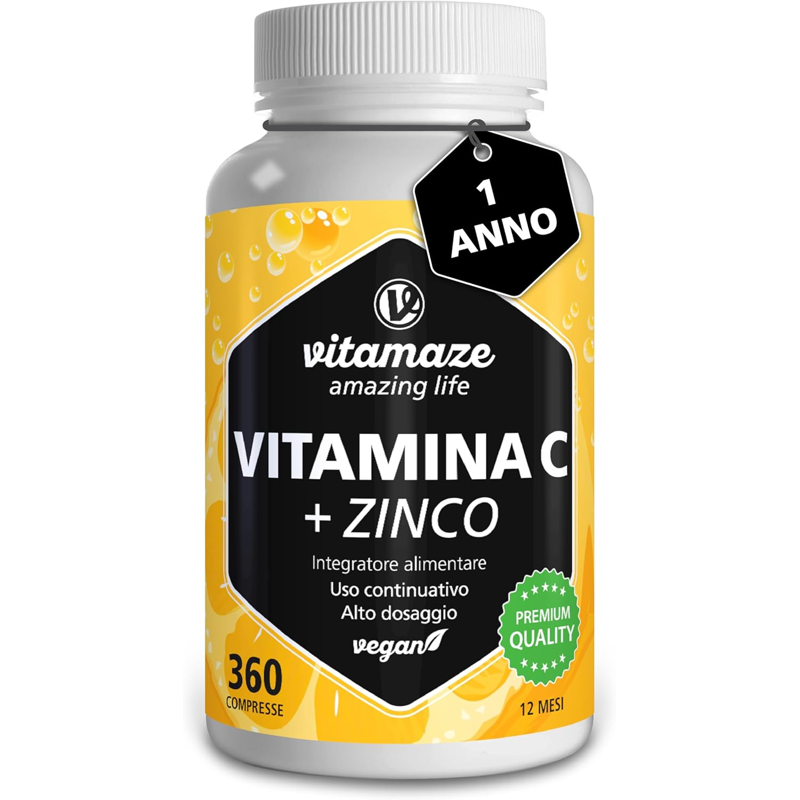 1
ANNO
vitamaze
amazing life
VITAMINA C
+ ZINCO
Integratore alimentare
Uso continuativo
Alto dosaggio
vegan
PREMIUM
QUALITY
360
COMPRESSE
12 MESI